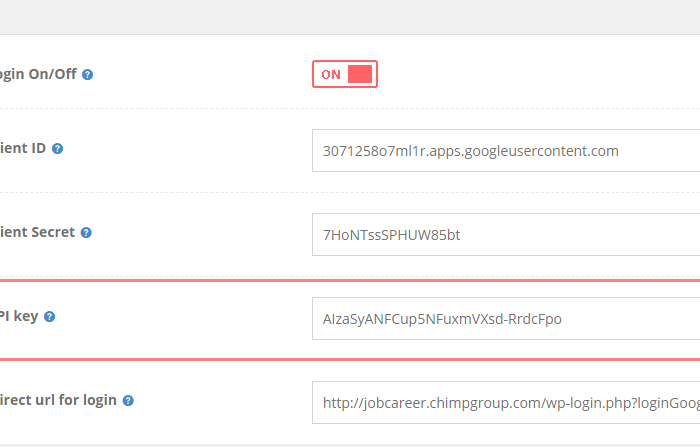 ogin On/Off ?
ON
ient ID ?
3071258o7ml1r.apps.googleusercontent.com
ient Secret ?
7HoNTssSPHUW85bt
PI key ?
AIzaSyANFCup5NFuxmVXsd-RrdcFpo
irect url for login ?
http://jobcareer.chimpgroup.com/wp-login.php?loginGoog